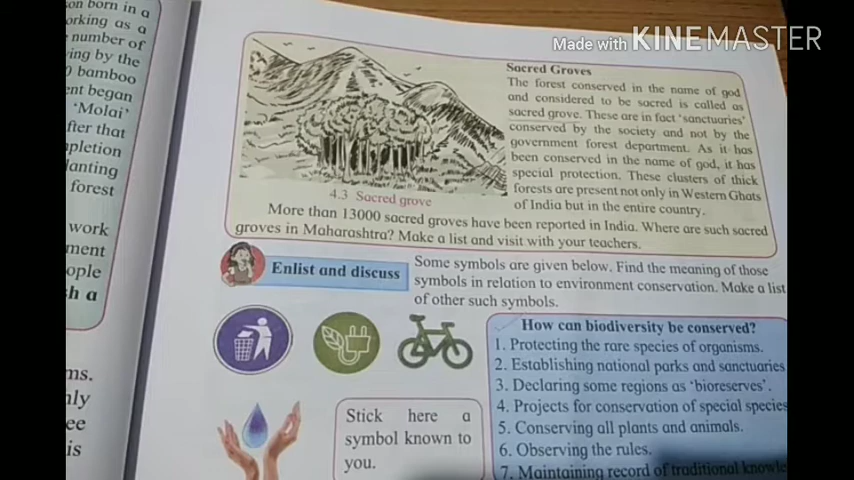 Made with KINEMASTER
on born in a
orking as a
number of
ing by the
bamboo
nt began
'Molai'
fter that
pletion
lanting
forest
work
ment
ople
h a
ms.
nly
ee
is
Sacred Groves
The forest conserved in the name of god
and considered to be sacred is called as
sacred grove. These are in fact 'sanctuaries'
conserved by the society and not by the
government forest department. As it has
been conserved in the name of god, it has
special protection. These clusters of thick
forests are present not only in Western Ghats
of India but in the entire country.
4.3 Sacred grove
More than 13000 sacred groves have been reported in India. Where are such sacred
groves in Maharashtra? Make a list and visit with your teachers.
Enlist and discuss
Some symbols are given below. Find the meaning of those
symbols in relation to environment conservation. Make a list
of other such symbols.
Stick here a
symbol known to
you.
How can biodiversity be conserved?
1. Protecting the rare species of organisms.
2. Establishing national parks and sanctuaries
3. Declaring some regions as 'bioreserves'.
4. Projects for conservation of special species
5. Conserving all plants and animals.
6. Observing the rules.
7. Maintaining record of traditional knowle